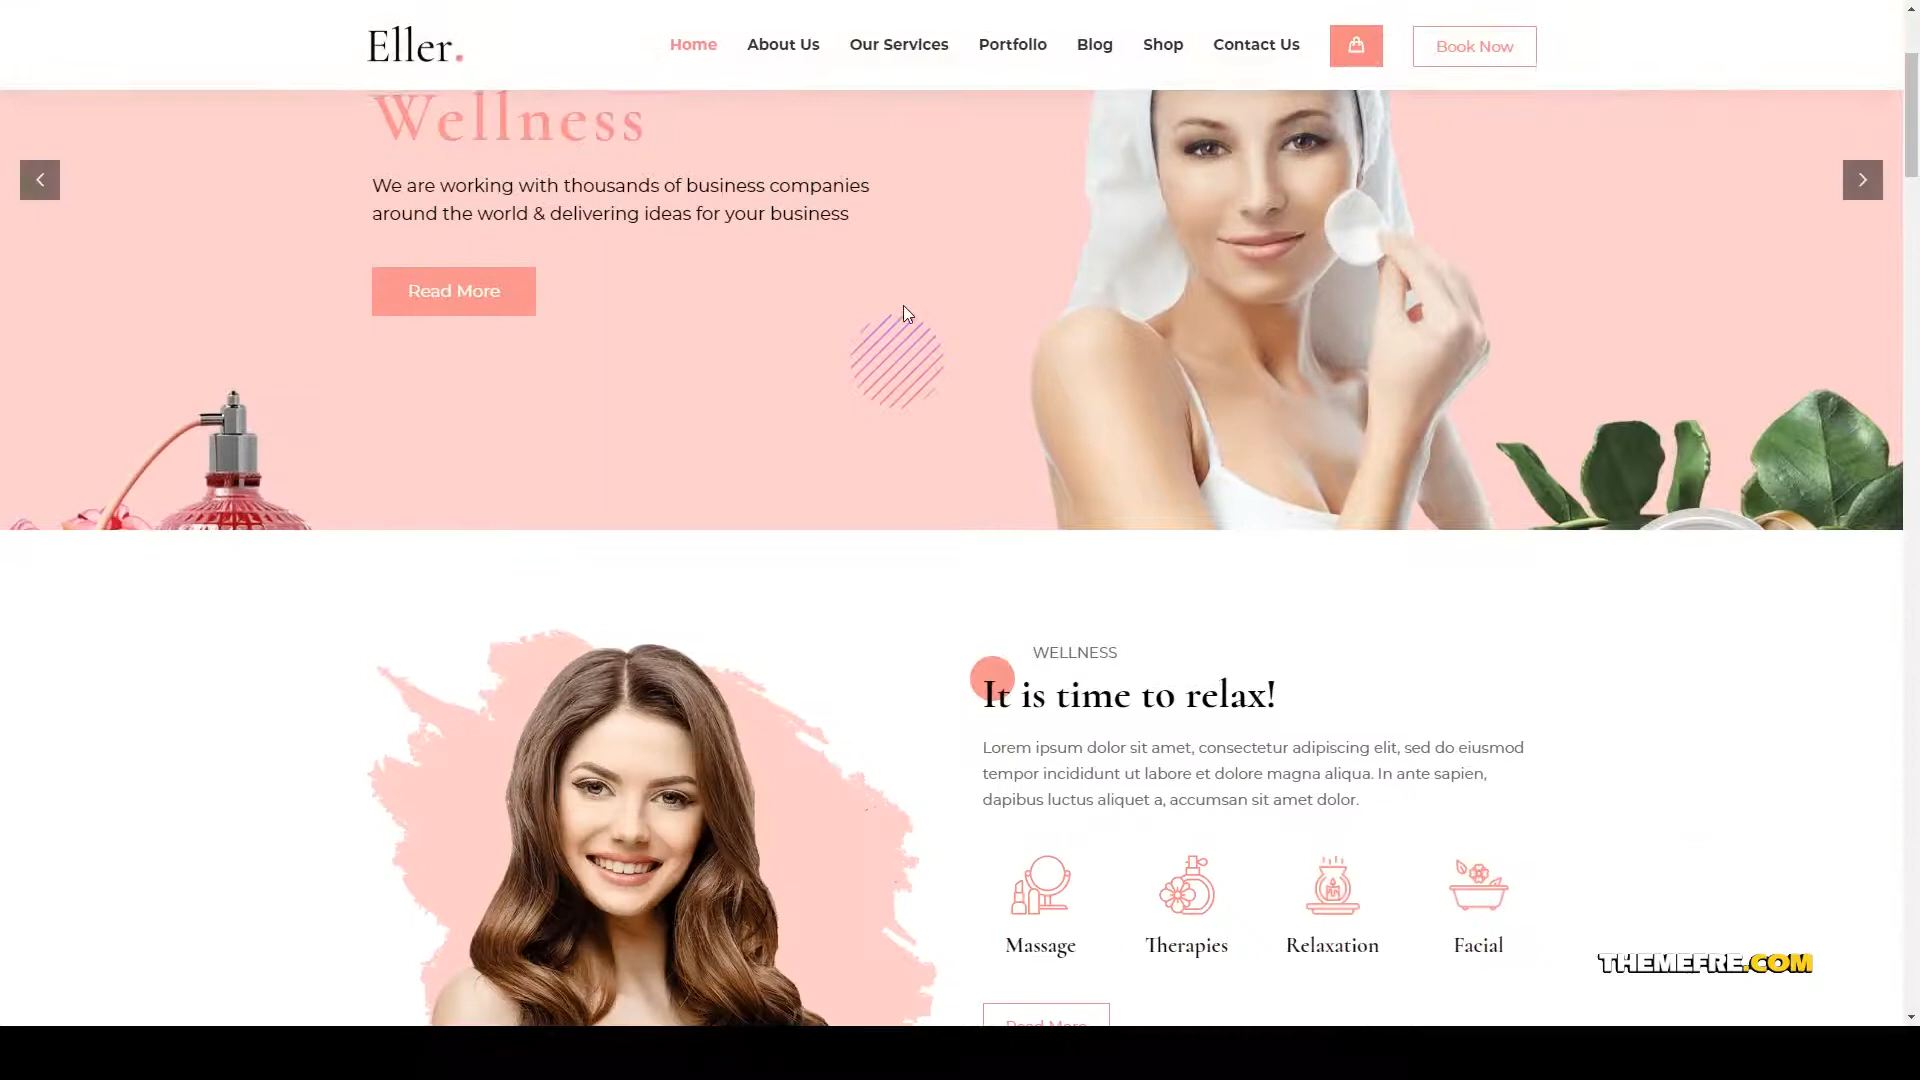 Eller.
Home
About Us
Our Services
Portfolio
Blog
Shop
Contact Us
Book Now
Wellness
We are working with thousands of business companies
around the world & delivering ideas for your business
Read More
WELLNESS
It is time to relax!
Lorem ipsum dolor sit amet, consectetur adipiscing elit, sed do eiusmod
tempor incididunt ut labore et dolore magna aliqua. In ante sapien,
dapibus luctus aliquet a, accumsan sit amet dolor.
Massage
Therapies
Relaxation
Facial
THEMEFRE.COM
Read More